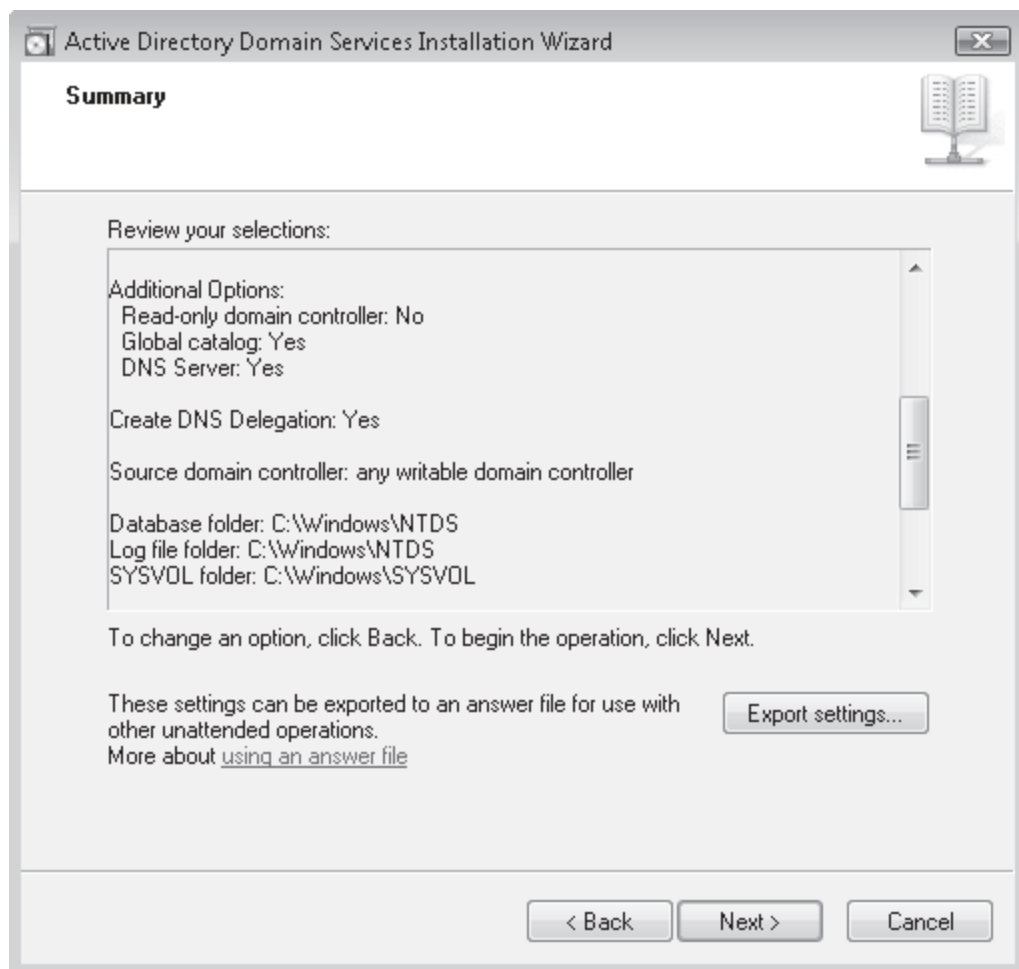 Active Directory Domain Services Installation Wizard
Summary
Review your selections:
Additional Options:
Read-only domain controller: No
Global catalog: Yes
DNS Server: Yes
Create DNS Delegation: Yes
Source domain controller: any writable domain controller
Database folder: C:\Windows\NTDS
Log file folder: C:\Windows\NTDS
SYSVOL folder: C:\Windows\SYSVOL
To change an option, click Back. To begin the operation, click Next.
These settings can be exported to an answer file for use with
other unattended operations.
More about using an answer file
Export settings...
< Back
Next >
Cancel